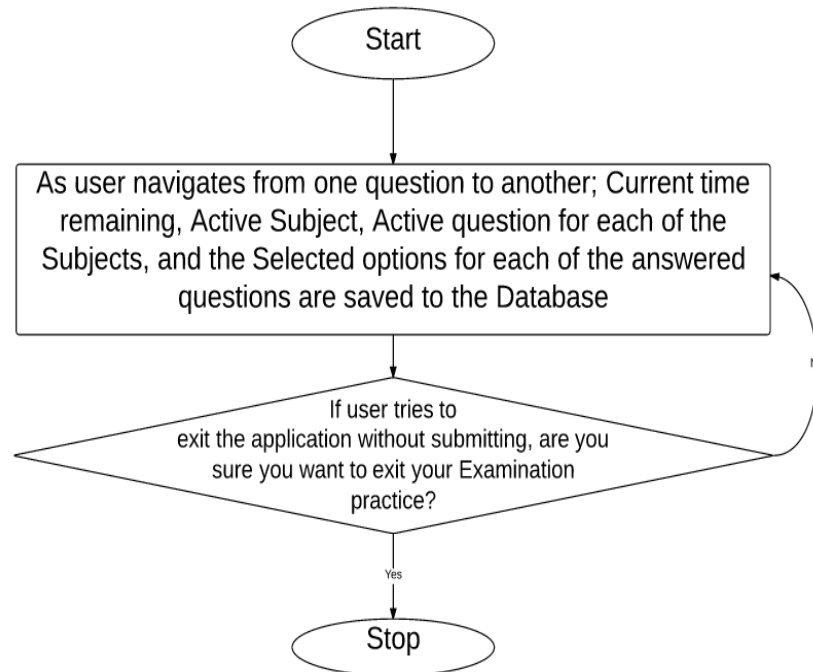 Start
As user navigates from one question to another; Current time
remaining, Active Subject, Active question for each of the
Subjects, and the Selected options for each of the answered
questions are saved to the Database
If user tries to
exit the application without submitting, are you
sure you want to exit your Examination
practice?
Yes
Stop